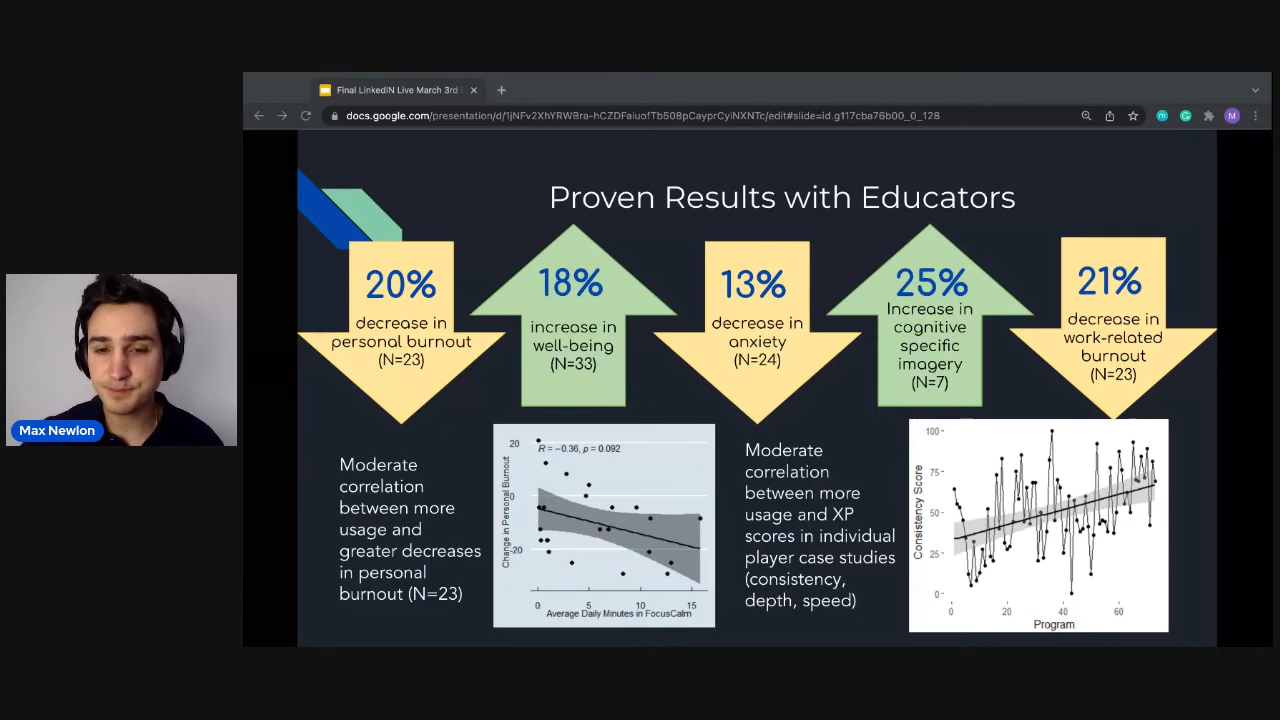 Final LinkedIN Live March 3rd
docs.google.com/presentation/d/1jNFv2XhYRWBra-hCZDFaiuofTb508pCayprCyiNXNTc/edit#slide=id.g117cba76b00_0_128
M
Proven Results with Educators
20%
decrease in
personal burnout
(N=23)
18%
increase in
well-being
(N=33)
13%
decrease in
anxiety
(N=24)
25%
Increase in
cognitive
specific
imagery
(N=7)
21%
decrease in
work-related
burnout
(N=23)
Max Newlon
Moderate
correlation
between more
usage and
greater decreases
in personal
burnout (N=23)
R = −0.36, p = 0.092
Change in Personal Burnout
20
0
-20
0 5 10 15
Average Daily Minutes in FocusCalm
Moderate
correlation
between more
usage and XP
scores in individual
player case studies
(consistency,
depth, speed)
Consistency Score
100
75
50
25
0
0 20 40 60
Program